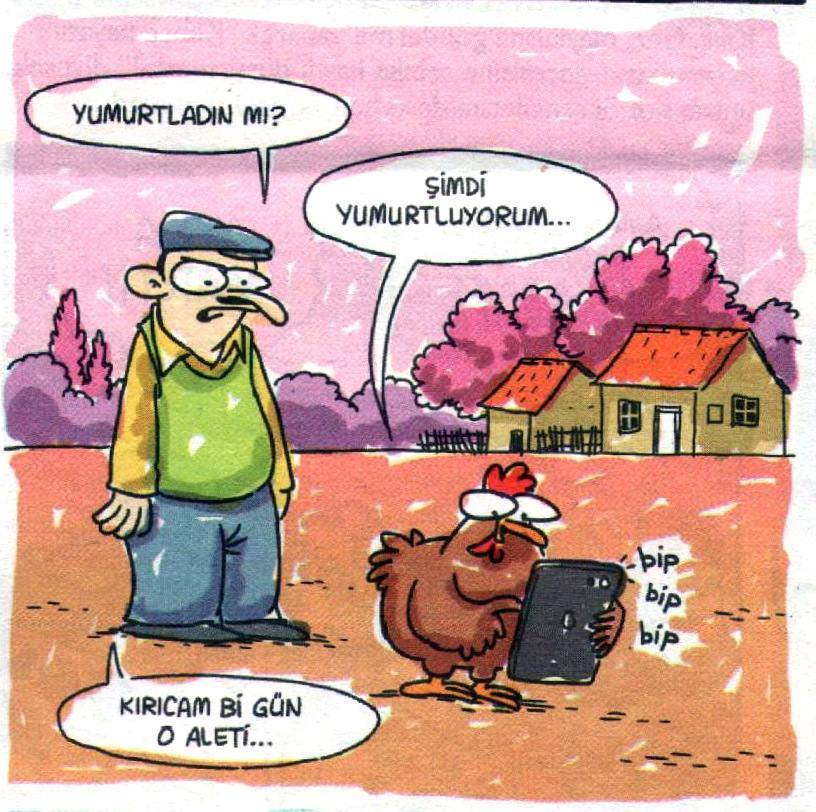 YUMURTLADIN MI?
ŞİMDİ
YUMURTLUYORUM...
bip
bip
bip
KIRICAM Bİ GÜN
O ALETİ...